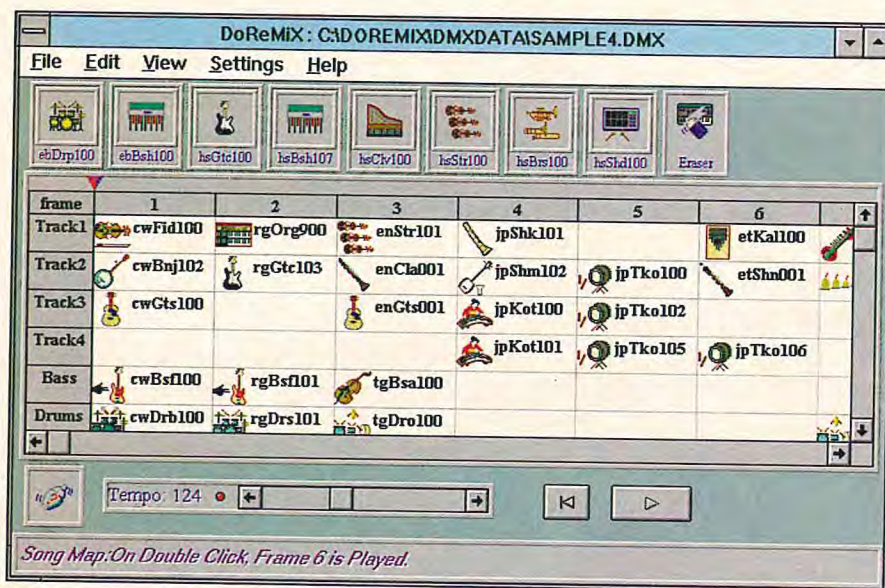 DoReMiX : C:\DOREMIX\DMXDATA\SAMPLE4.DMX
File Edit View Settings Help
ebDrp100 ebBsh100 hsGtc100 hsBsh107 hsClv100 hsStr100 hsBrs100 hsShd100 Eraser
frame 1 2 3 4 5 6
Track1 cwFid100 rgOrg900 enStr101 jpShk101 etKal100
Track2 cwBnj102 rgGtc103 enCla001 jpShm102 jpTko100 etShn001
Track3 cwGts100 enGts001 jpKot100 jpTko102
Track4 jpKot101 jpTko105 jpTko106
Bass cwBsf100 rgBsf101 tgBsa100
Drums cwDrb100 rgDrs101 tgDro100
Tempo: 124
Song Map:On Double Click, Frame 6 is Played.